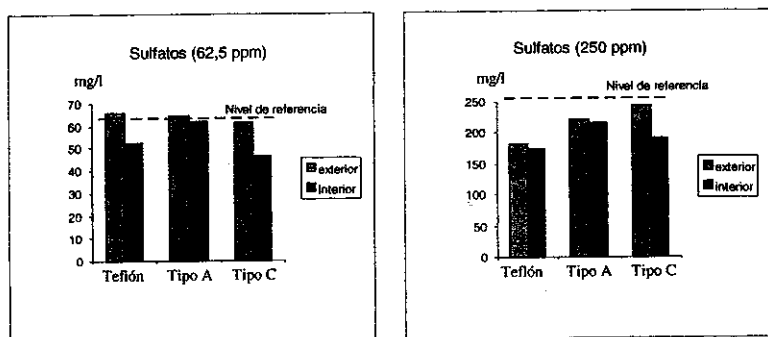 Sulfatos (62,5 ppm)
mg/l
Nivel de referencia
70
60
50
40
30
20
10
0
Teflón
Tipo A
Tipo C
exterior
interior
Sulfatos (250 ppm)
mg/l
Nivel de referencia
250
200
150
100
50
0
Teflón
Tipo A
Tipo C
exterior
interior